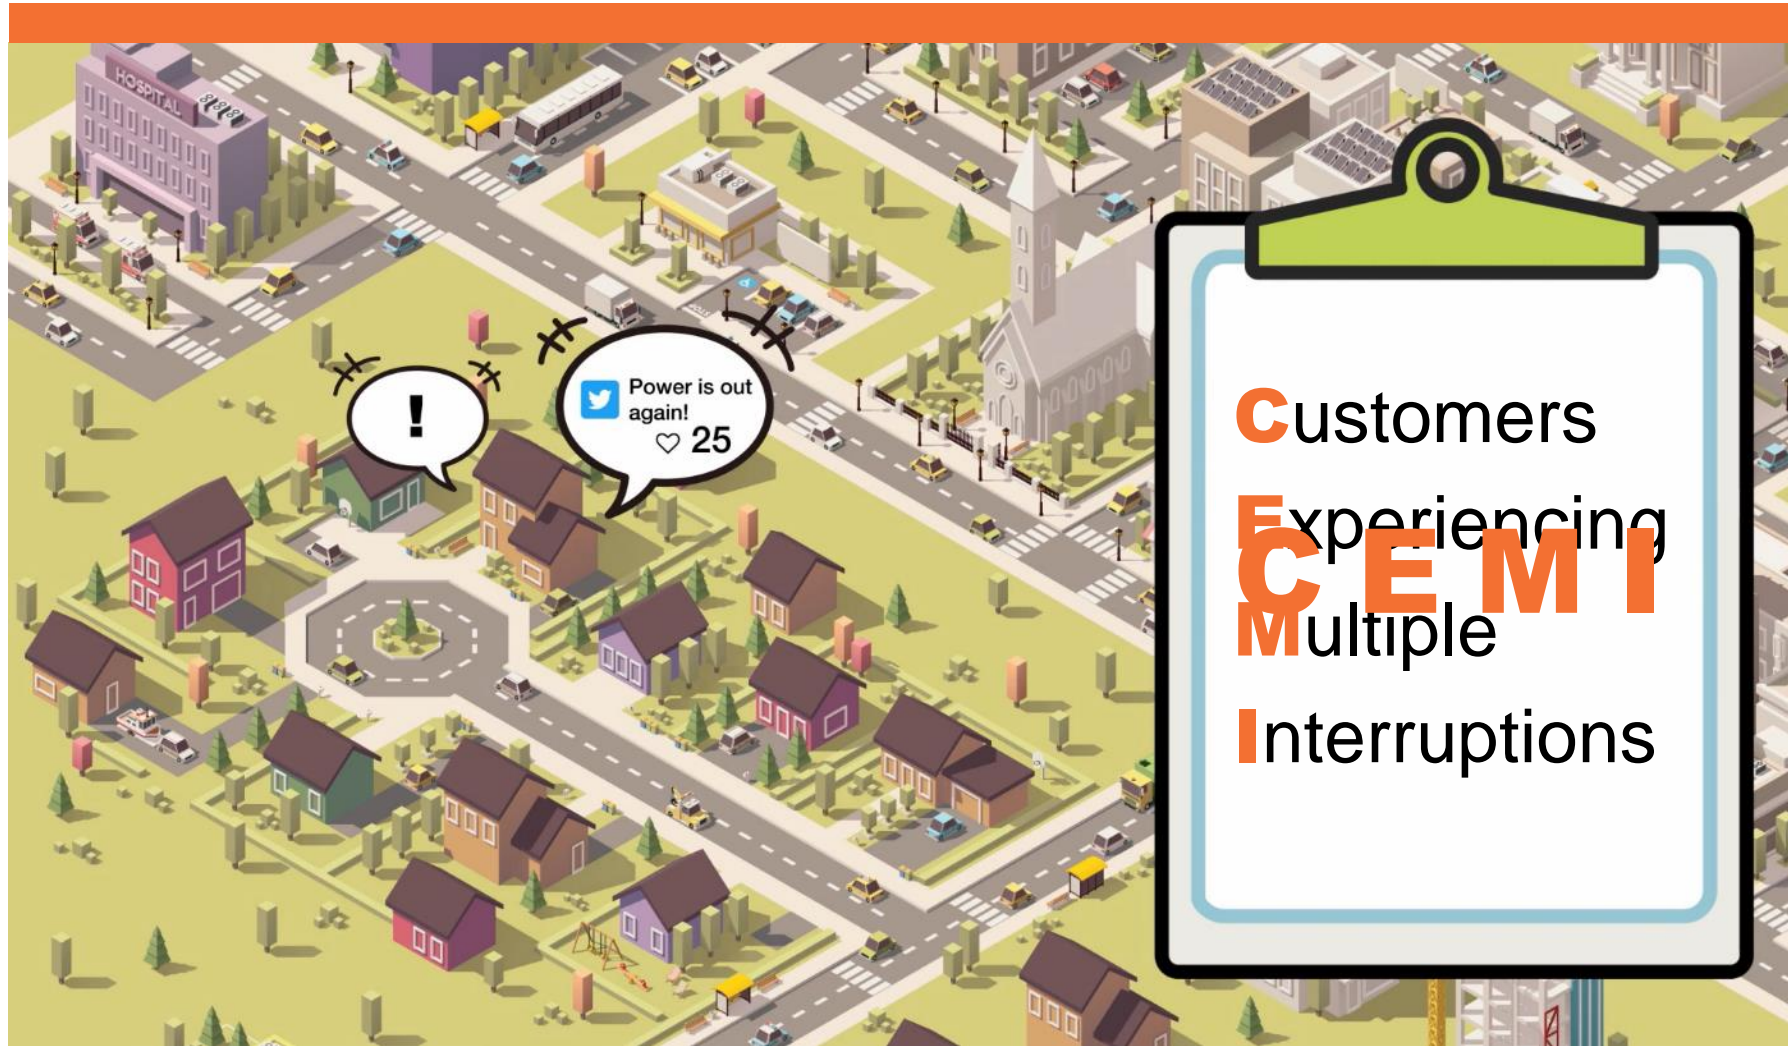 HOSPITAL
!
Power is out
again!
25
Customers
Experiencing
C E M I
Multiple
Interruptions